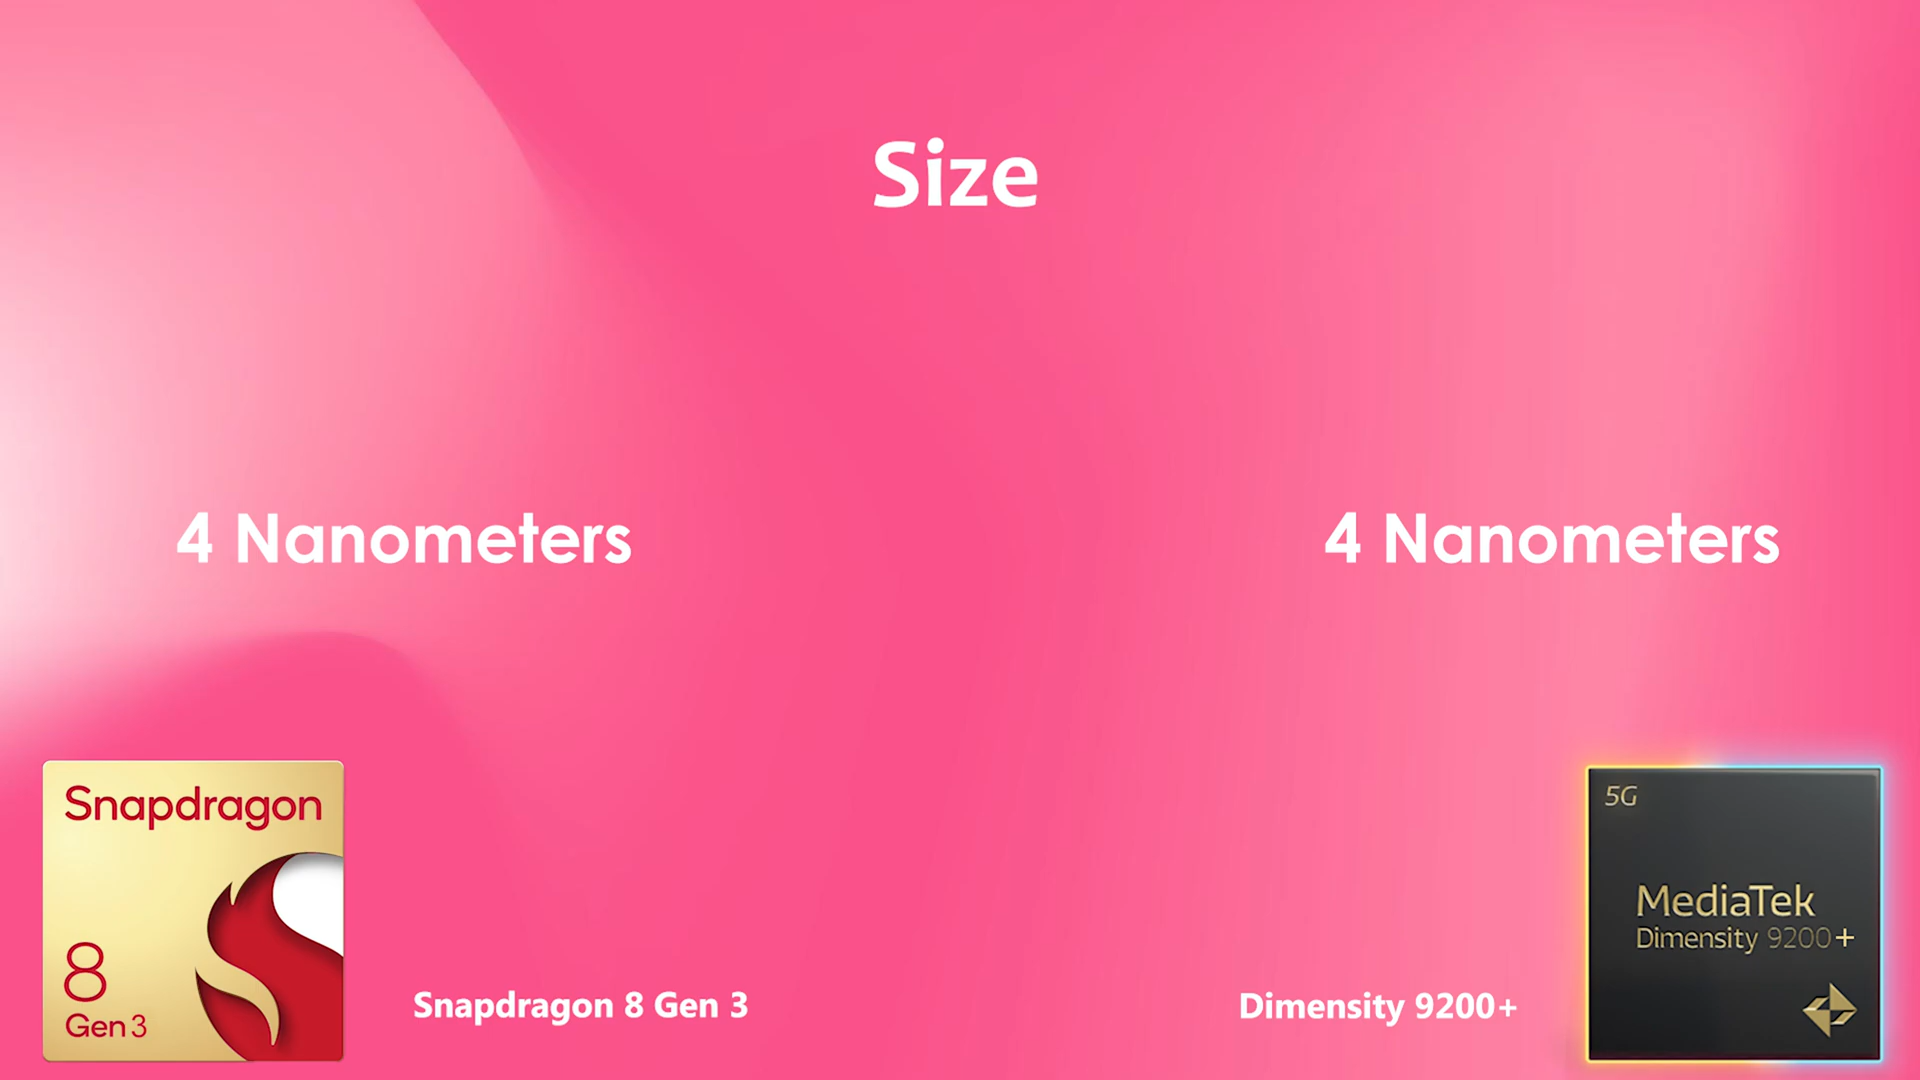 Size
4 Nanometers
4 Nanometers
Snapdragon
8
Gen 3
Snapdragon 8 Gen 3
Dimensity 9200+
5G
MediaTek
Dimensity 9200+